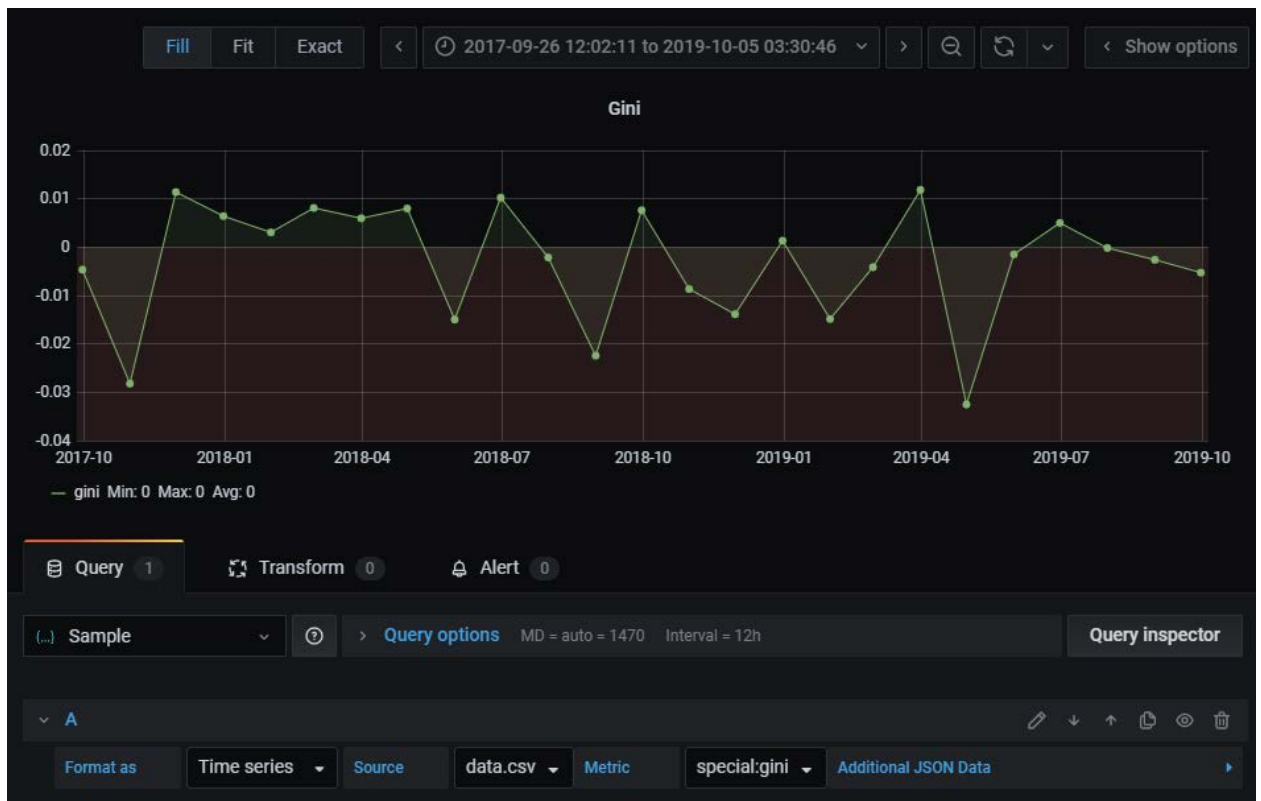 Fill Fit Exact 2017-09-26 12:02:11 to 2019-10-05 03:30:46 Show options
Gini
0.02
0.01
0
-0.01
-0.02
-0.03
-0.04
2017-10 2018-01 2018-04 2018-07 2018-10 2019-01 2019-04 2019-07 2019-10
gini Min: 0 Max: 0 Avg: 0
Query 1 Transform 0 Alert 0
{...} Sample Query options MD = auto = 1470 Interval = 12h Query inspector
A
Format as Time series Source data.csv Metric special:gini Additional JSON Data